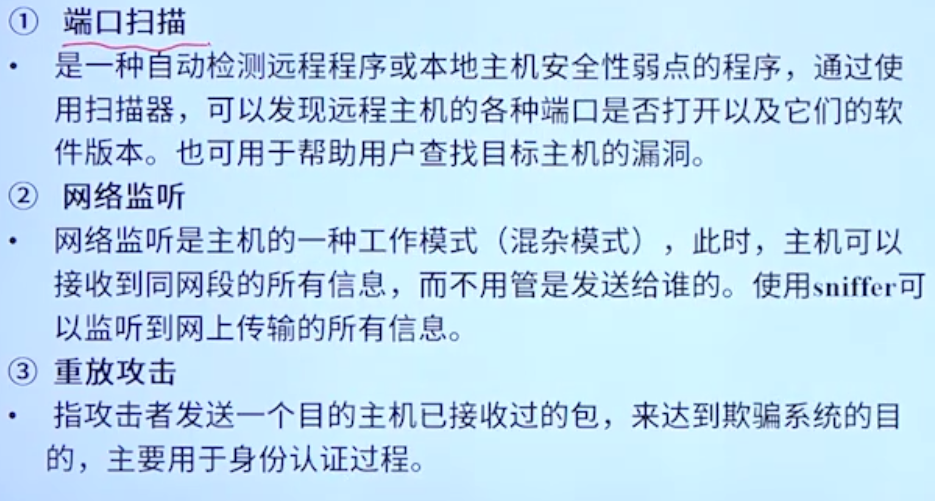 ① 端口扫描
• 是一种自动检测远程程序或本地主机安全性弱点的程序，通过使
用扫描器，可以发现远程主机的各种端口是否打开以及它们的软
件版本。也可用于帮助用户查找目标主机的漏洞。
② 网络监听
• 网络监听是主机的一种工作模式（混杂模式），此时，主机可以
接收到同网段的所有信息，而不用管是发送给谁的。使用sniffer可
以监听到网上传输的所有信息。
③ 重放攻击
• 指攻击者发送一个目的主机已接收过的包，来达到欺骗系统的目
的，主要用于身份认证过程。